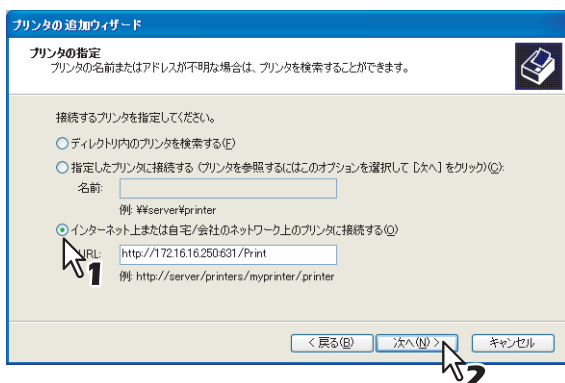 プリンタの追加ウィザード
プリンタの指定
プリンタの名前またはアドレスが不明な場合は、プリンタを検索することができます。
接続するプリンタを指定してください。
ディレクトリ内のプリンタを検索する(F)
指定したプリンタに接続する (プリンタを参照するにはこのオプションを選択して [次へ] をクリック)(C):
名前:
例: ¥¥server¥printer
インターネット上または自宅/会社のネットワーク上のプリンタに接続する(O)
URL: http://172.16.16.250:631/Print
1
例: http://server/printers/myprinter/.printer
< 戻る(B) 次へ(N) > キャンセル
2